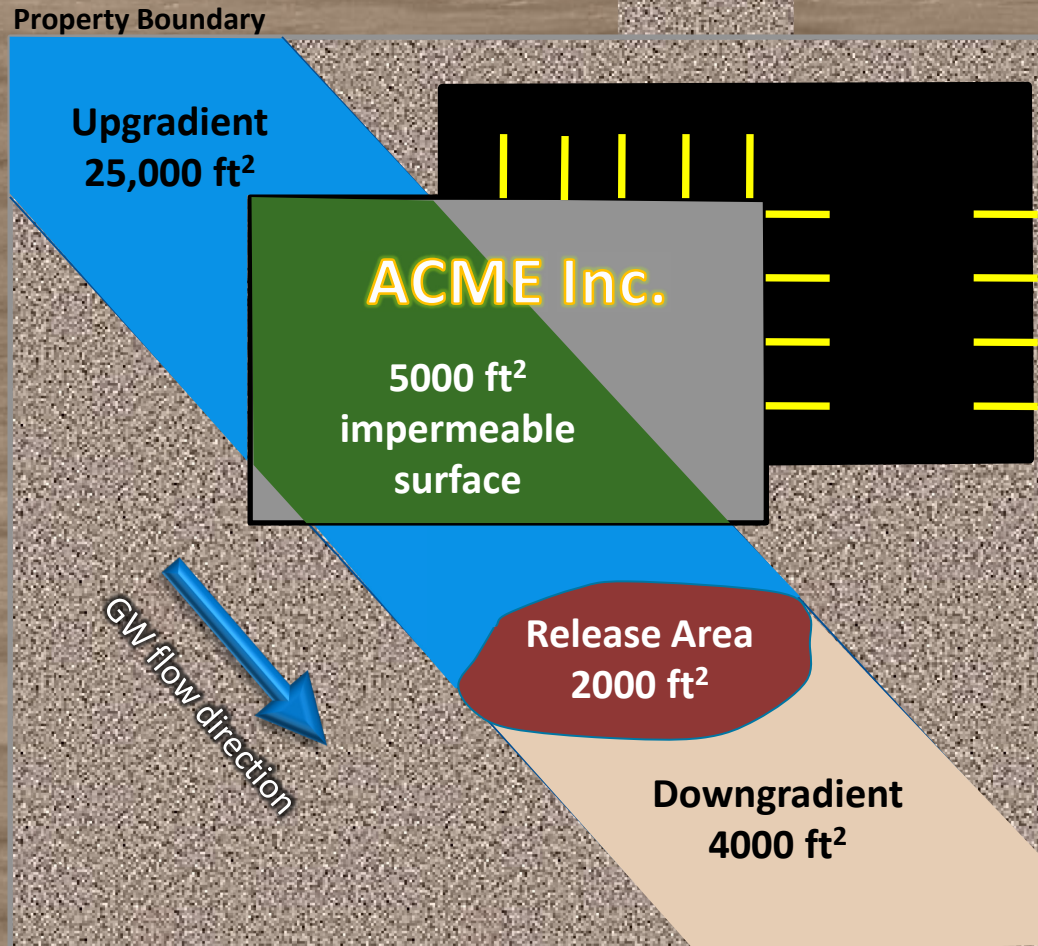 Property Boundary
Upgradient
25,000 ft²
ACME Inc.
5000 ft²
impermeable
surface
GW flow direction
Release Area
2000 ft²
Downgradient
4000 ft²